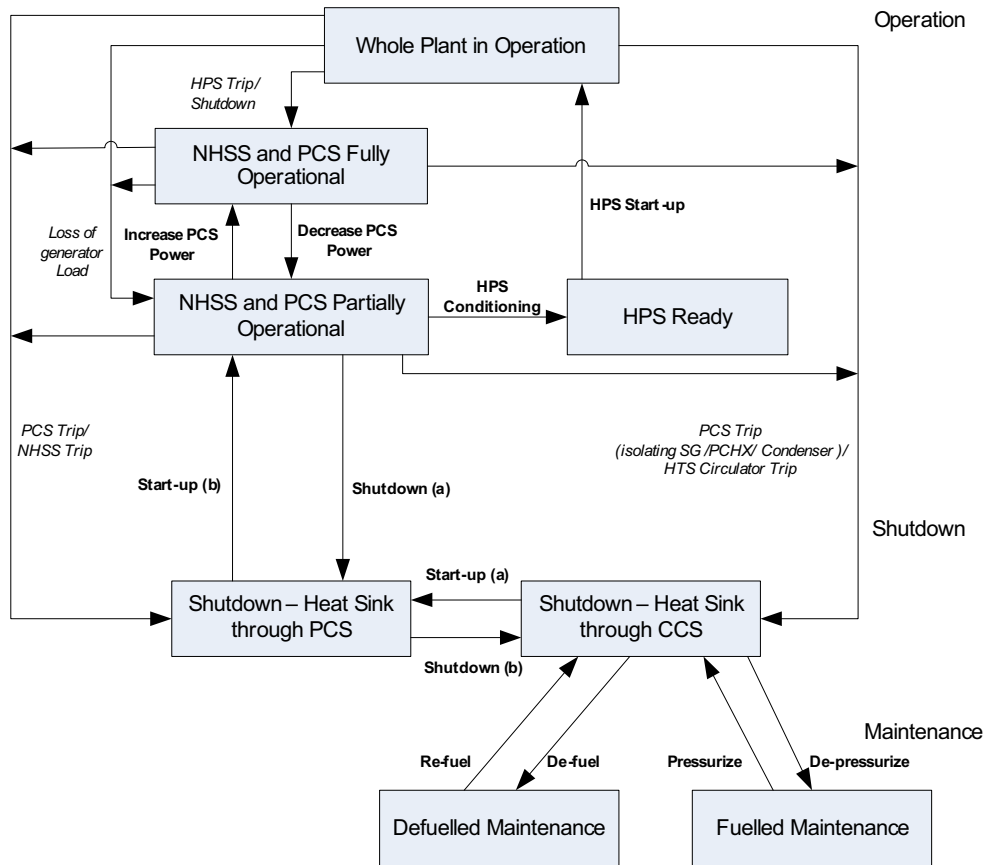 Operation
Whole Plant in Operation
HPS Trip/
Shutdown
NHSS and PCS Fully
Operational
HPS Start-up
Loss of
generator
Load
Increase PCS
Power
Decrease PCS
Power
NHSS and PCS Partially
Operational
HPS
Conditioning
HPS Ready
PCS Trip/
NHSS Trip
PCS Trip
(isolating SG /PCHX/ Condenser )/
HTS Circulator Trip
Start-up (b)
Shutdown (a)
Shutdown
Shutdown – Heat Sink
through PCS
Start-up (a)
Shutdown (b)
Shutdown – Heat Sink
through CCS
Maintenance
Re-fuel
De-fuel
Pressurize
De-pressurize
Defuelled Maintenance
Fuelled Maintenance